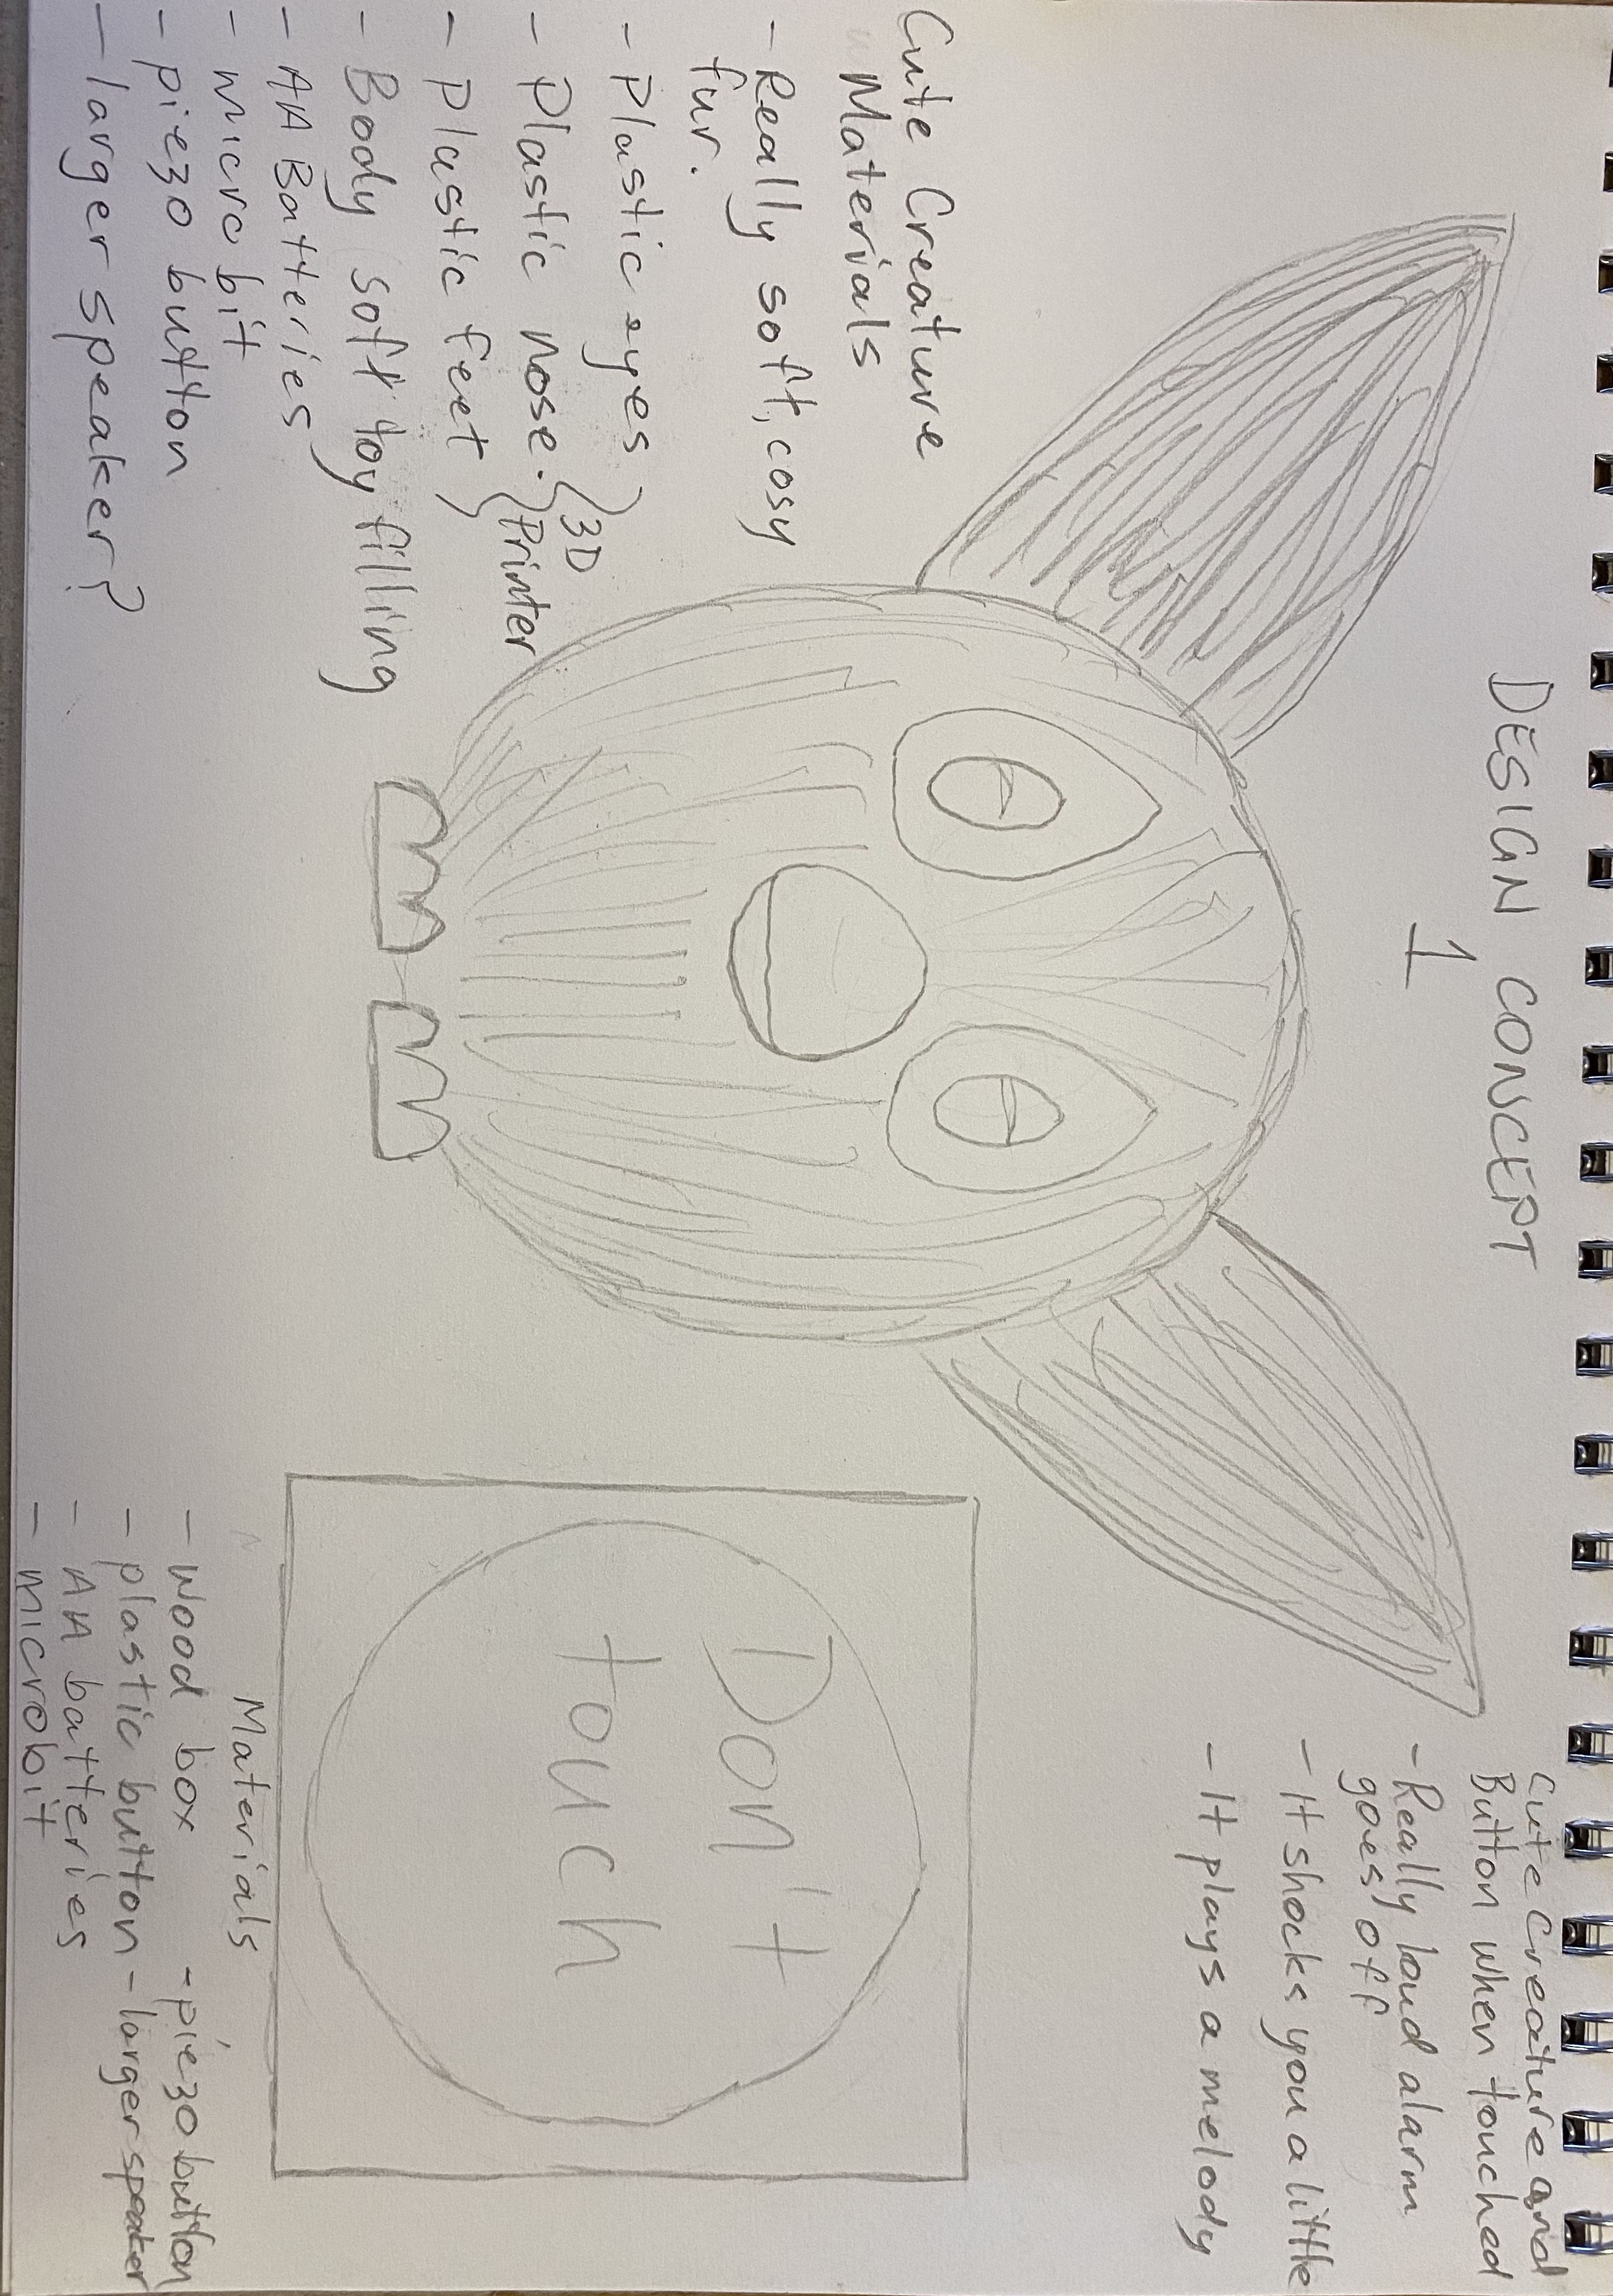 DESIGN CONCEPT
1
Cute Creature
Materials
- Really soft, cosy
fur.
- Plastic eyes
- Plastic nose.
- Plastic feet
3D
Printer
- Body soft toy filling
- AA Batteries
- micro bit
- piezo button
- larger speaker?
Cute Creature and
Button when touched
- Really loud alarm
goes off
- It shocks you a little
- It plays a melody
Don't
touch
Materials
- Wood box
- plastic button
- AA batteries
- microbit
- piezo button
- larger speaker